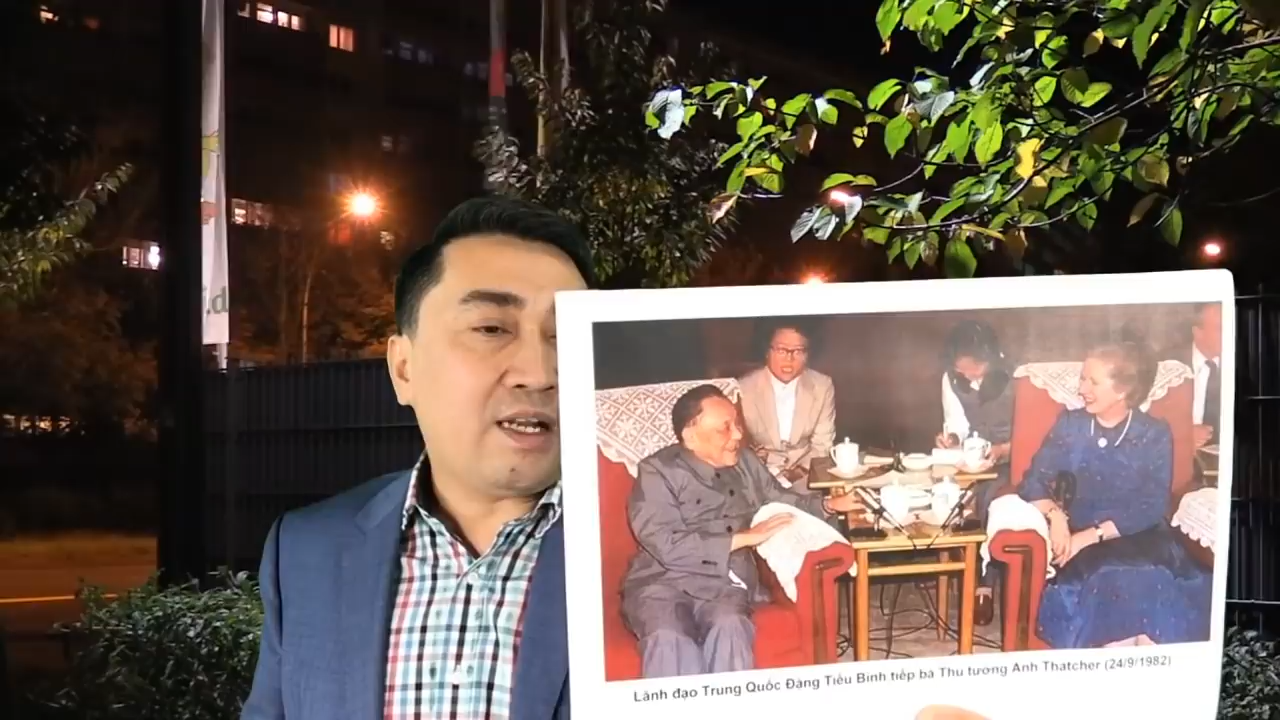 i.d
Lãnh đạo Trung Quốc Đặng Tiểu Bình tiếp bà Thủ tướng Anh Thatcher (24/9/1982)